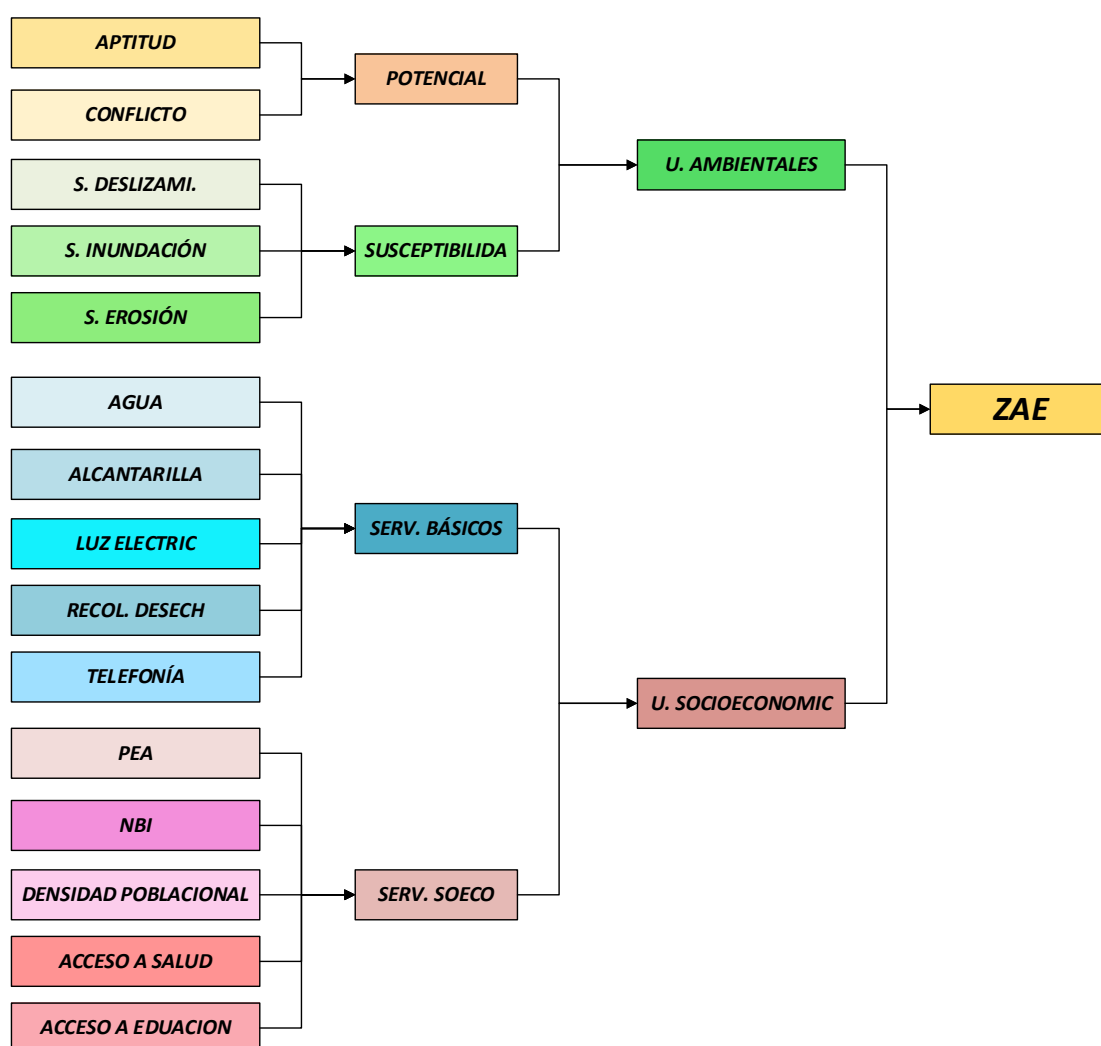 APTITUD
CONFLICTO
S. DESLIZAMI.
S. INUNDACIÓN
S. EROSIÓN
AGUA
ALCANTARILLA
LUZ ELECTRIC
RECOL. DESECH
TELEFONÍA
PEA
NBI
DENSIDAD POBLACIONAL
ACCESO A SALUD
ACCESO A EDUACION
POTENCIAL
SUSCEPTIBILIDA
SERV. BÁSICOS
SERV. SOECO
U. AMBIENTALES
U. SOCIOECONOMIC
ZAE